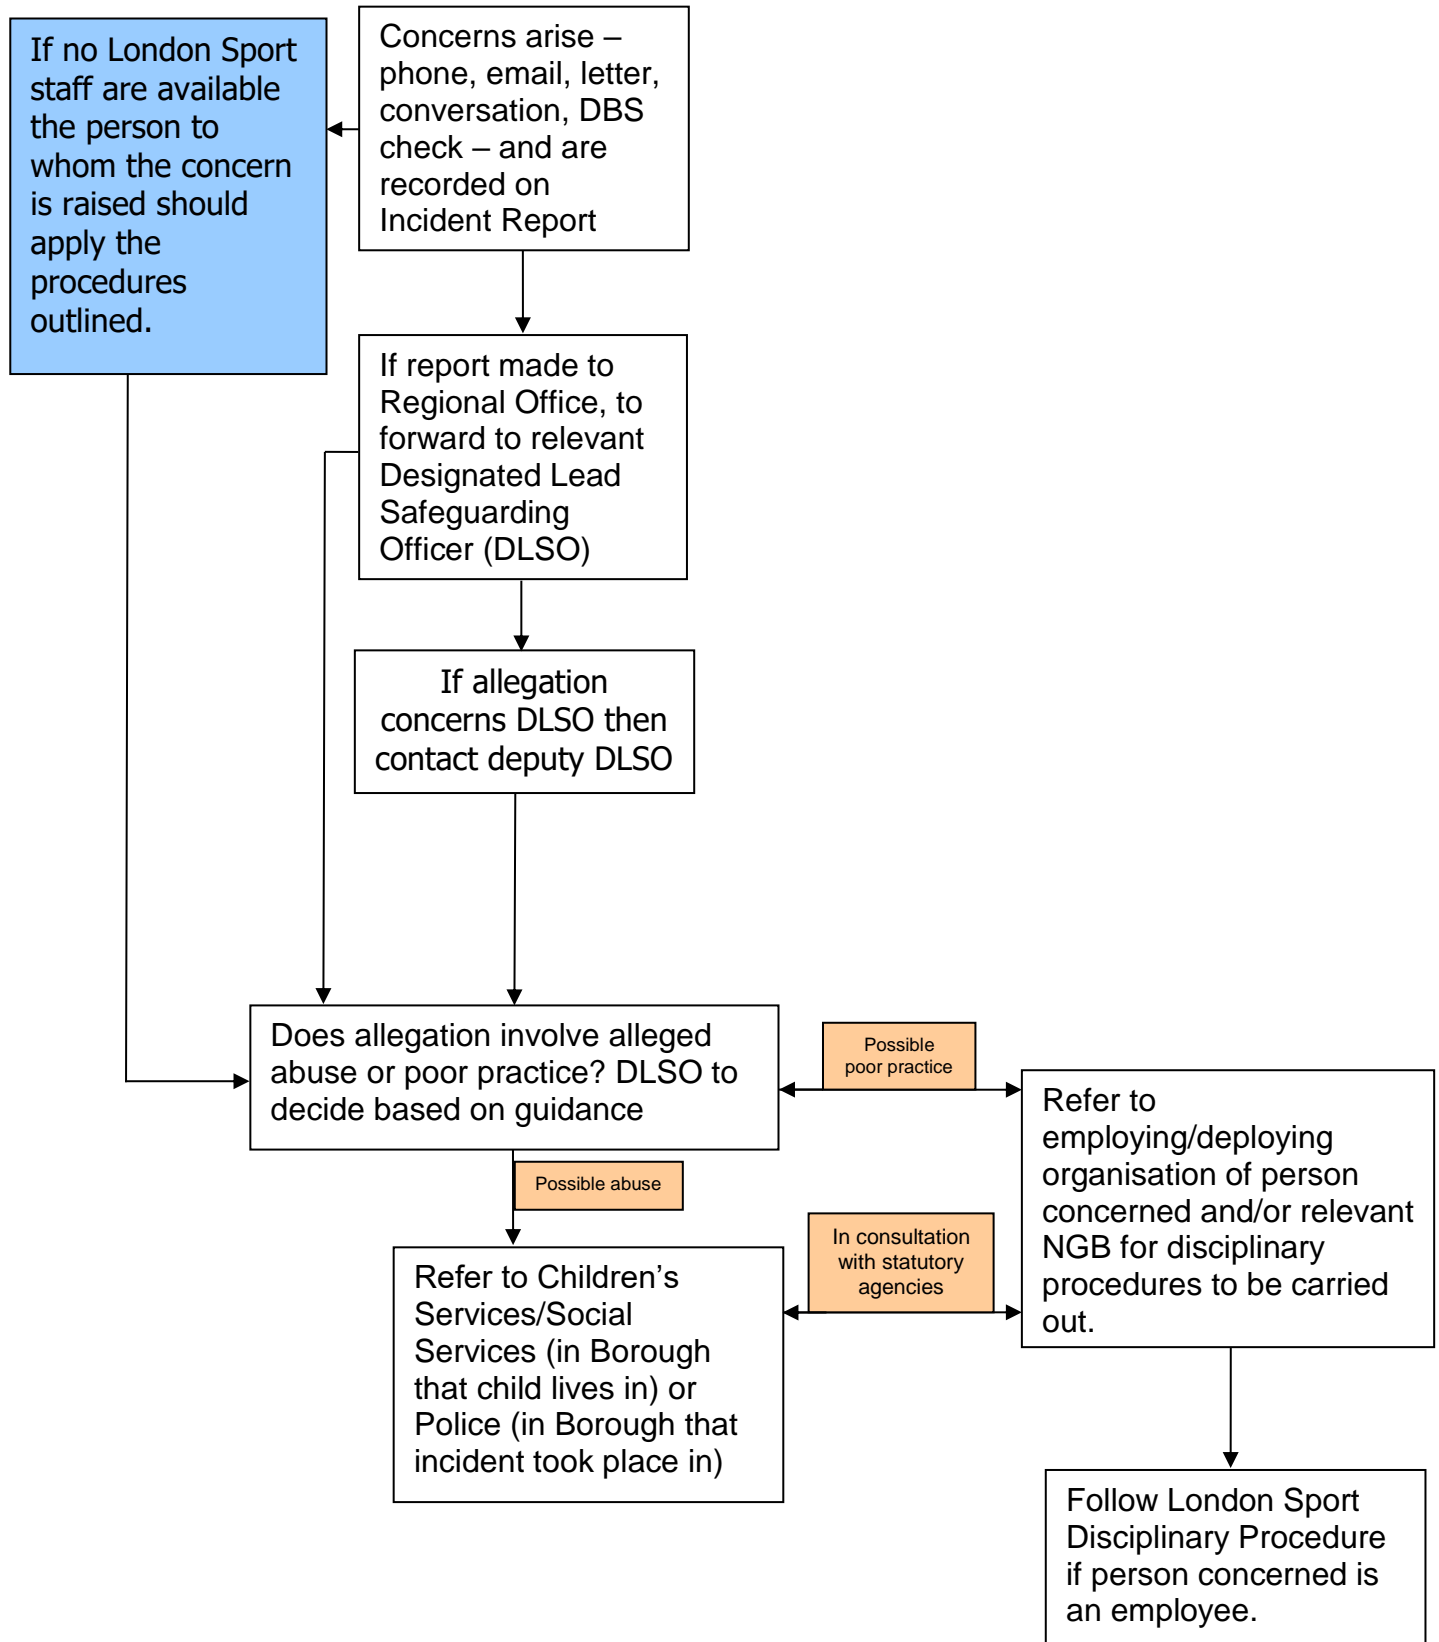 If no London Sport
staff are available
the person to
whom the concern
is raised should
apply the
procedures
outlined.
Concerns arise –
phone, email, letter,
conversation, DBS
check – and are
recorded on
Incident Report
If report made to
Regional Office, to
forward to relevant
Designated Lead
Safeguarding
Officer (DLSO)
If allegation
concerns DLSO then
contact deputy DLSO
Does allegation involve alleged
abuse or poor practice? DLSO to
decide based on guidance
Possible
poor practice
Refer to
employing/deploying
organisation of person
concerned and/or relevant
NGB for disciplinary
procedures to be carried
out.
Possible abuse
In consultation
with statutory
agencies
Refer to Children’s
Services/Social
Services (in Borough
that child lives in) or
Police (in Borough that
incident took place in)
Follow London Sport
Disciplinary Procedure
if person concerned is
an employee.